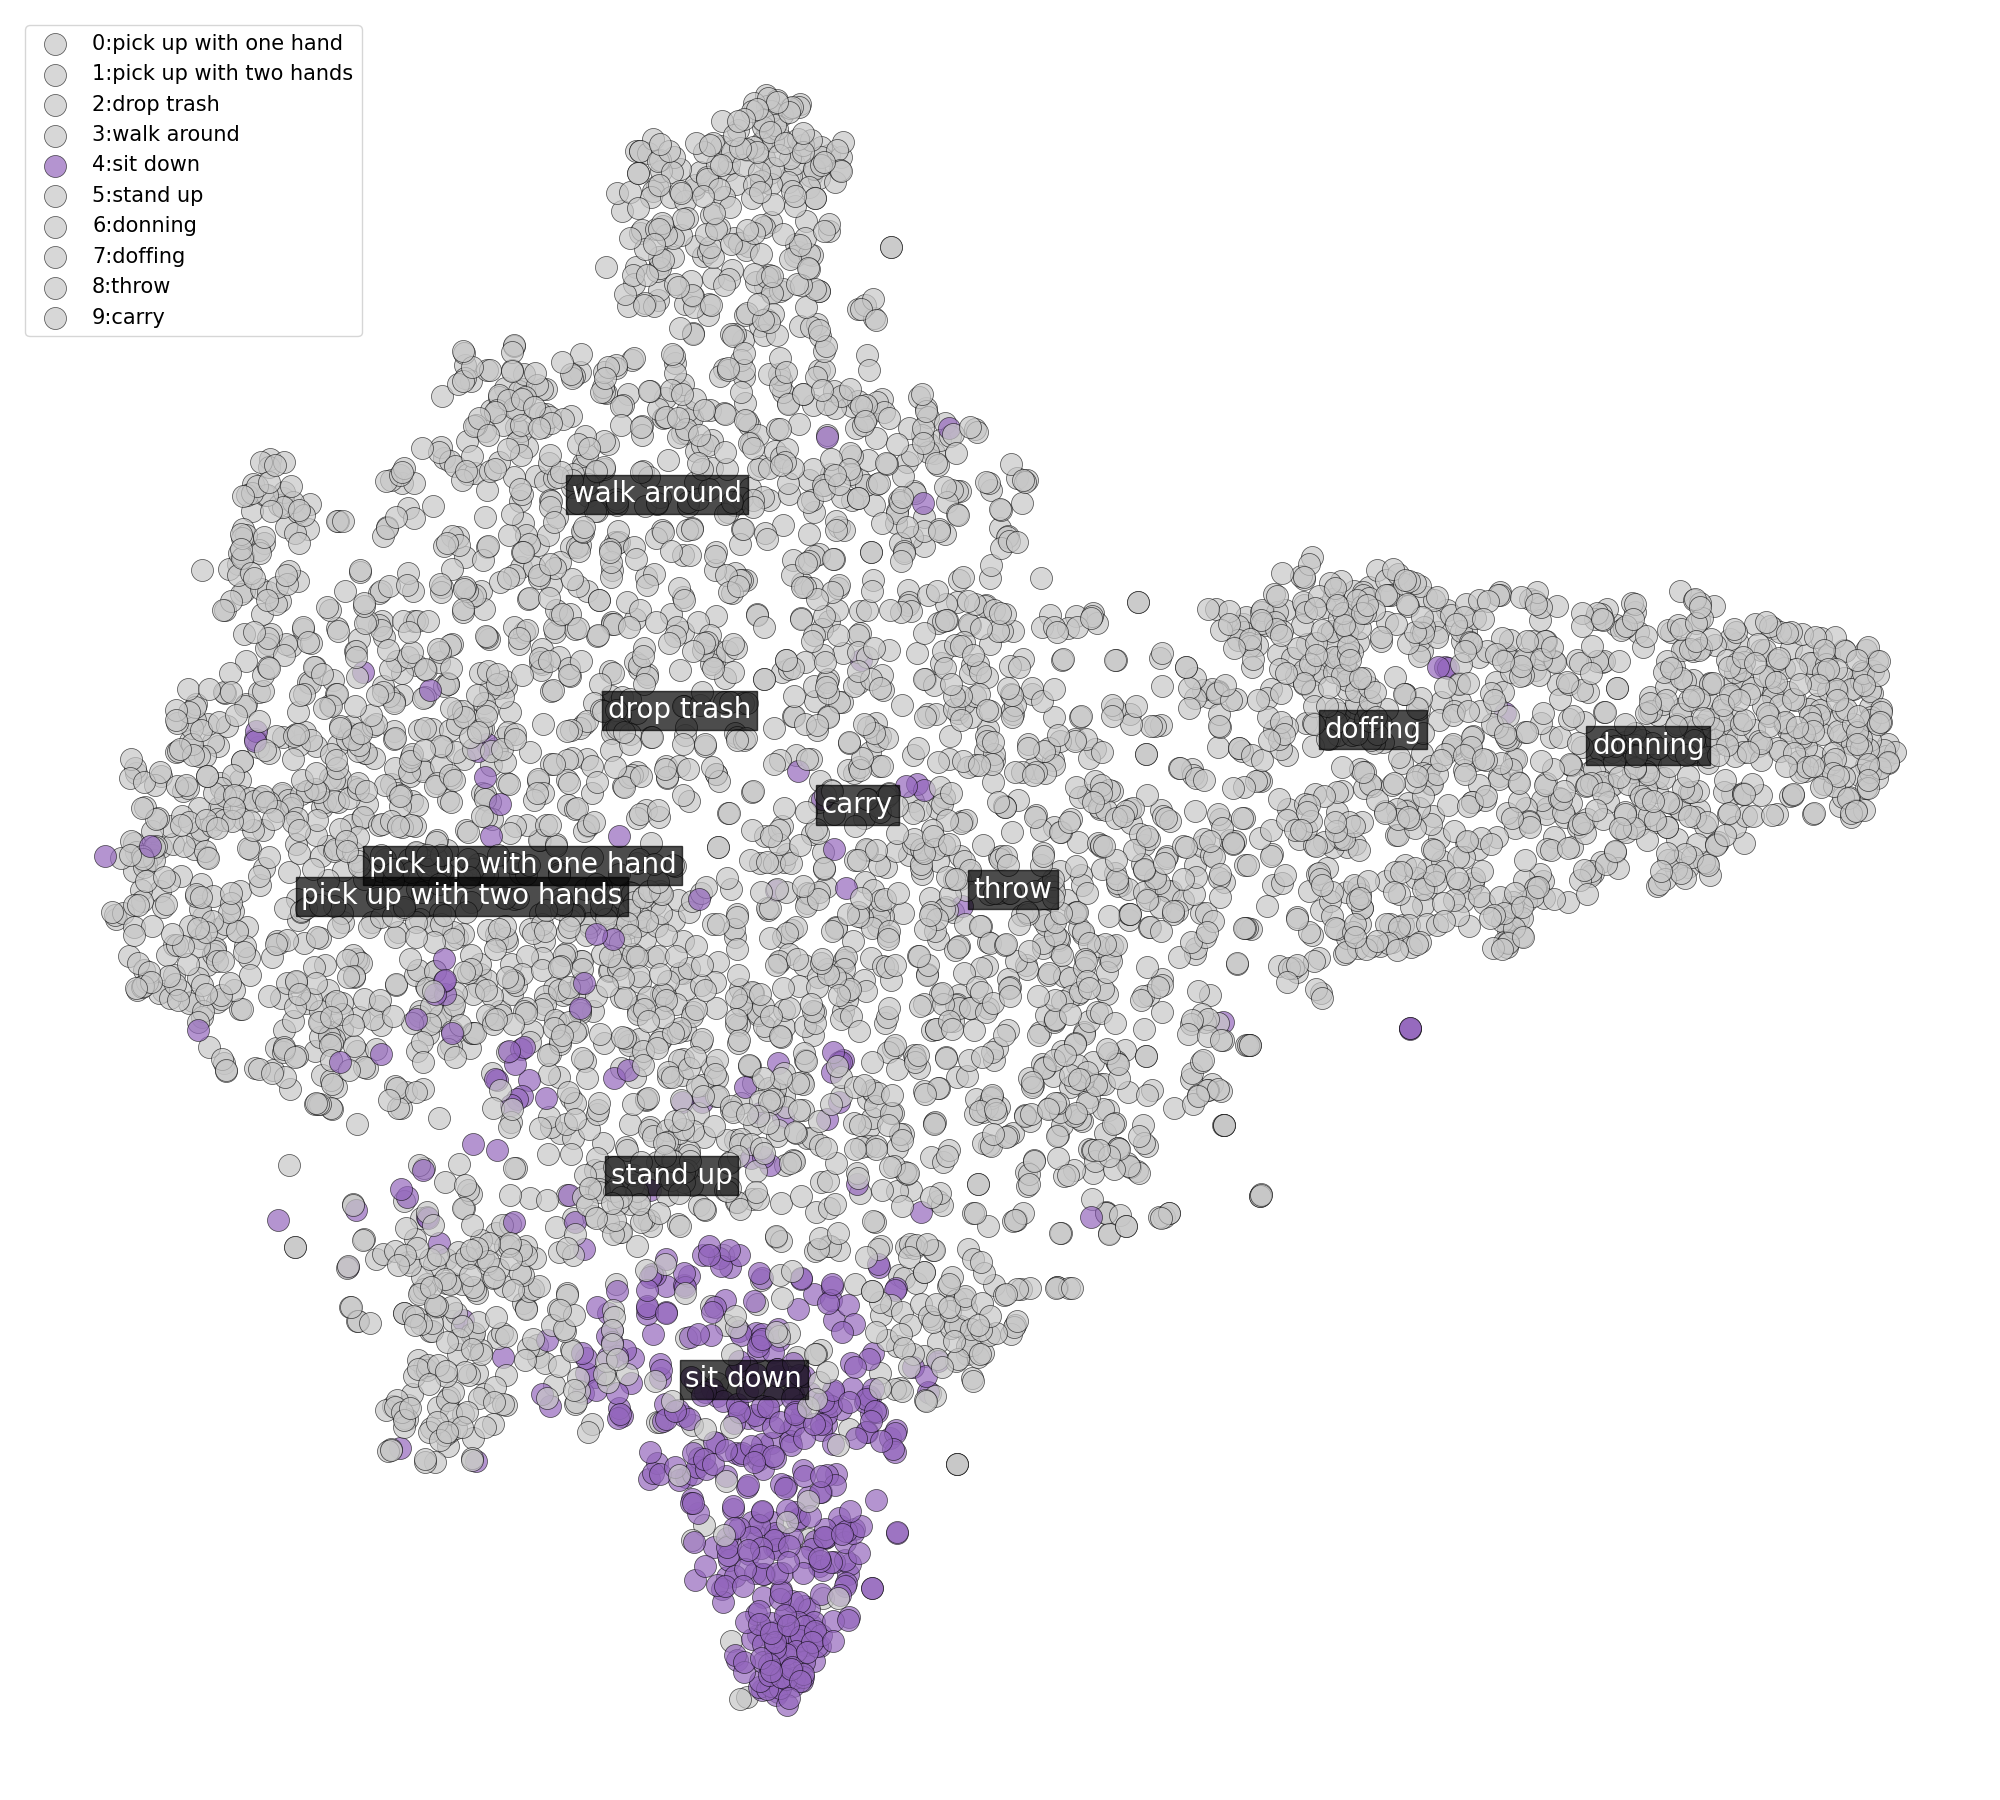 0:pick up with one hand
1:pick up with two hands
2:drop trash
3:walk around
4:sit down
5:stand up
6:donning
7:doffing
8:throw
9:carry
walk around
drop trash
doffing
donning
carry
pick up with one hand
throw
pick up with two hands
stand up
sit down